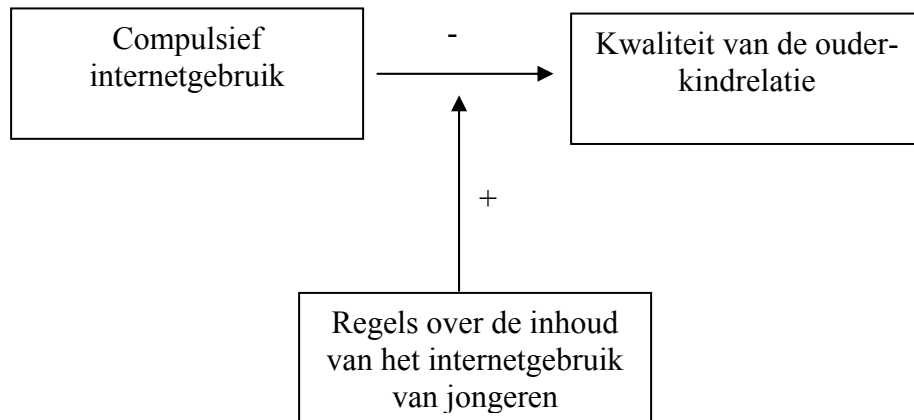 Compulsief
internetgebruik
-
Kwaliteit van de ouder-
kindrelatie
+
Regels over de inhoud
van het internetgebruik
van jongeren